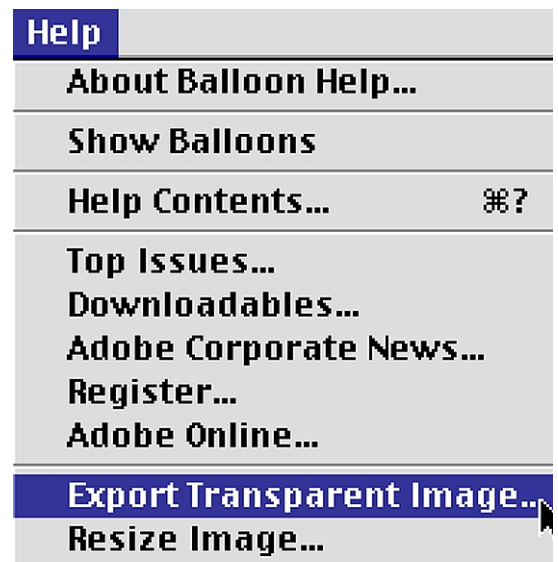 Help
About Balloon Help...
Show Balloons
Help Contents... ⌘?
Top Issues...
Downloadables...
Adobe Corporate News...
Register...
Adobe Online...
Export Transparent Image...
Resize Image...